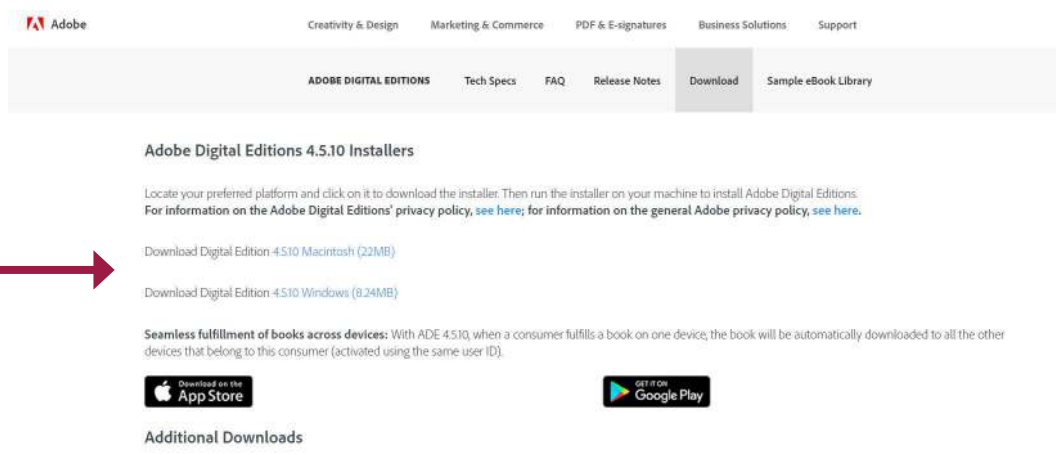 Adobe Creativity & Design Marketing & Commerce PDF & E-signatures Business Solutions Support
ADOBE DIGITAL EDITIONS Tech Specs FAQ Release Notes Download Sample eBook Library
Adobe Digital Editions 4.5.10 Installers
Locate your preferred platform and click on it to download the installer. Then run the installer on your machine to install Adobe Digital Editions.
For information on the Adobe Digital Editions' privacy policy, see here; for information on the general Adobe privacy policy, see here.
Download Digital Edition 4.5.10 Macintosh (22MB)
Download Digital Edition 4.5.10 Windows (8.24MB)
Seamless fulfillment of books across devices: With ADE 4.5.10, when a consumer fulfills a book on one device, the book will be automatically downloaded to all the other
devices that belong to this consumer (activated using the same user ID).
Download on the
App Store
GET IT ON
Google Play
Additional Downloads